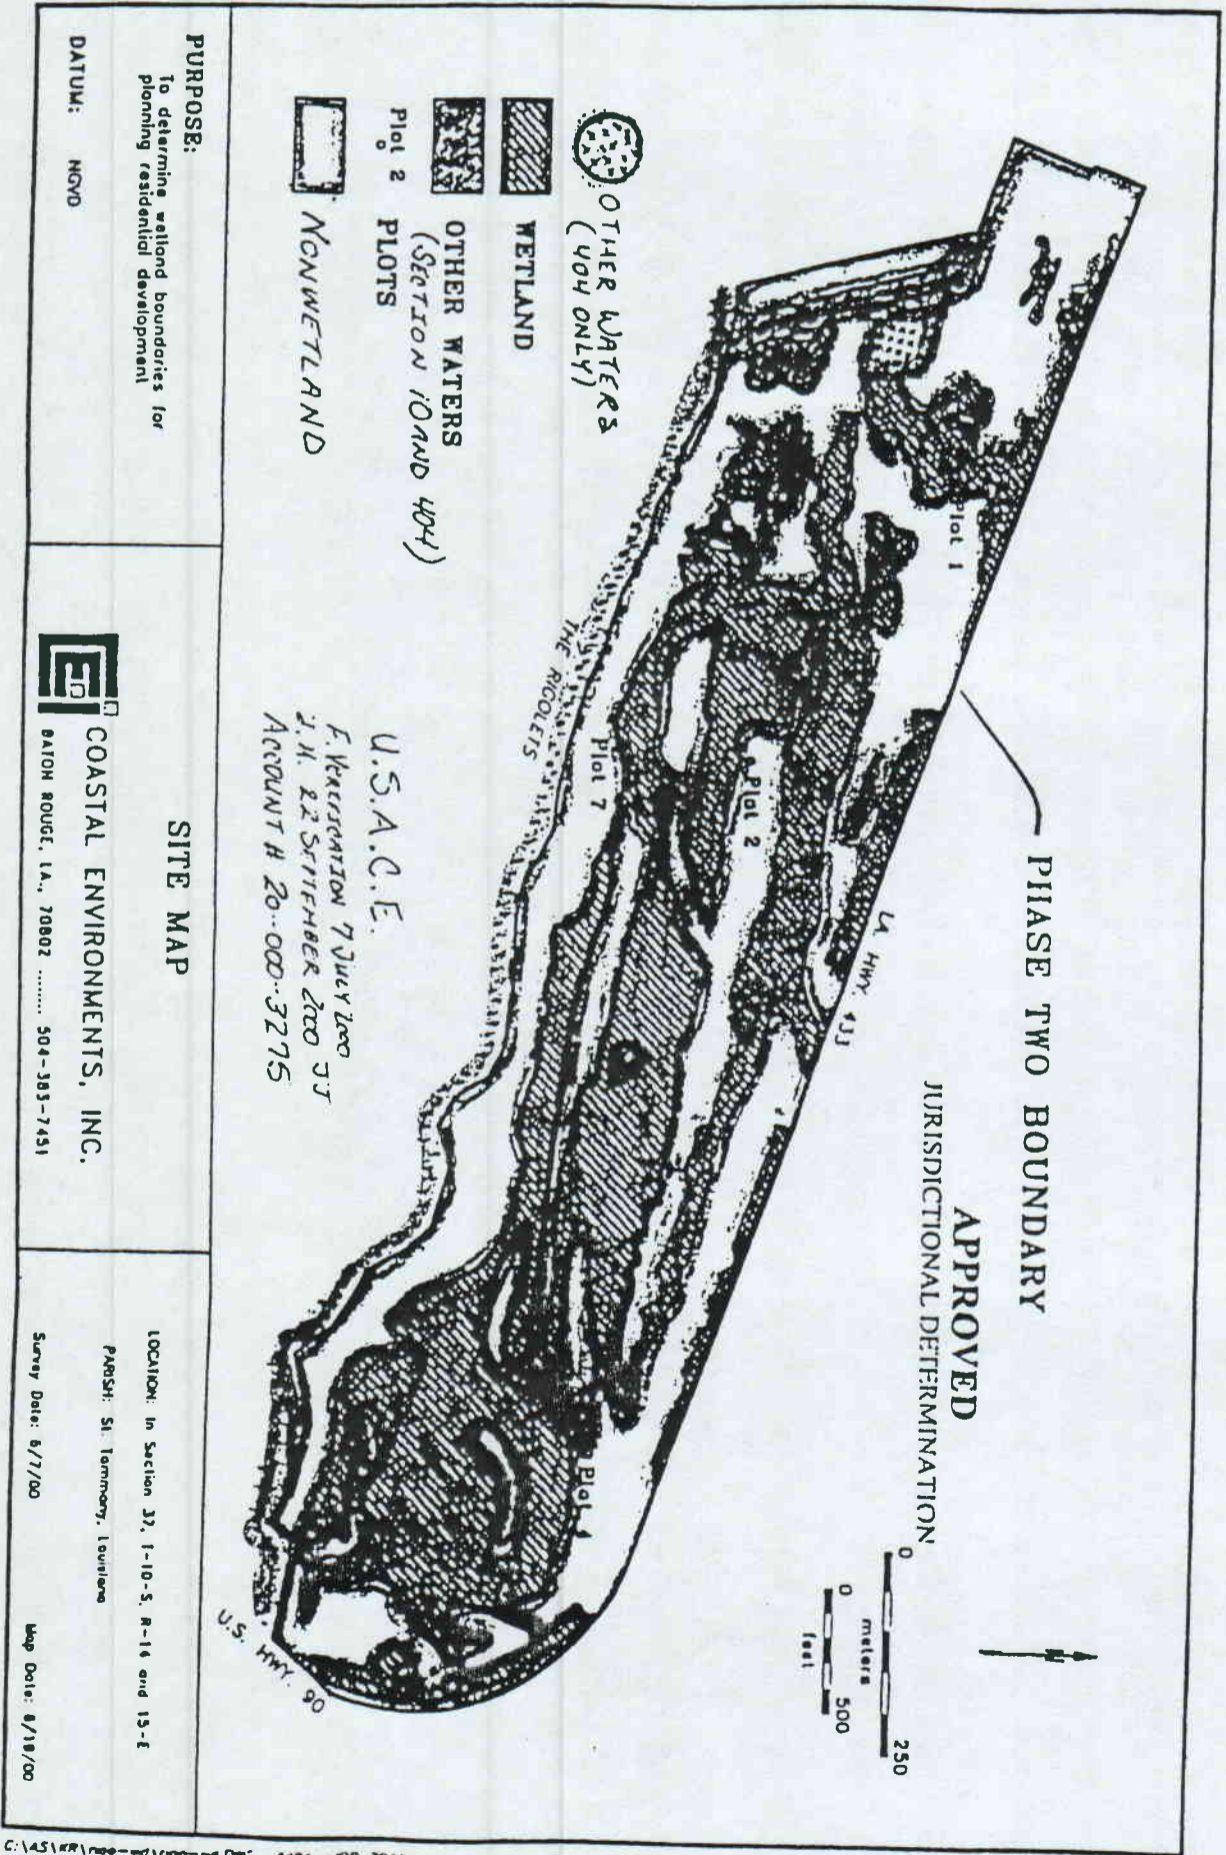 PHASE TWO BOUNDARY
APPROVED
JURISDICTIONAL DETERMINATION
0
250
meters
0
500
feet
N
LA. HWY. 433
Plot 1
Plot 2
Plot 7
Plot 4
THE RIGOLETS
U.S. HWY. 90
OTHER WATERS
(404 ONLY)
WETLAND
OTHER WATERS
(SECTION 10 AND 404)
Plot 2
PLOTS
NONWETLAND
U.S.A.C.E.
7 JULY 2000
22 SEPTEMBER 2000 JJ
ACCOUNT # 20-000-3275
PURPOSE:
To determine wetland boundaries for
planning residential development
DATUM: NGVD
SITE MAP
COASTAL ENVIRONMENTS, INC.
BATON ROUGE, LA., 70802 ......... 504-383-7451
LOCATION: In Section 37, T-10-S, R-14 and 15-E
PARISH: St. Tammany, Louisiana
Survey Date: 6/7/00
Map Date: 6/19/00